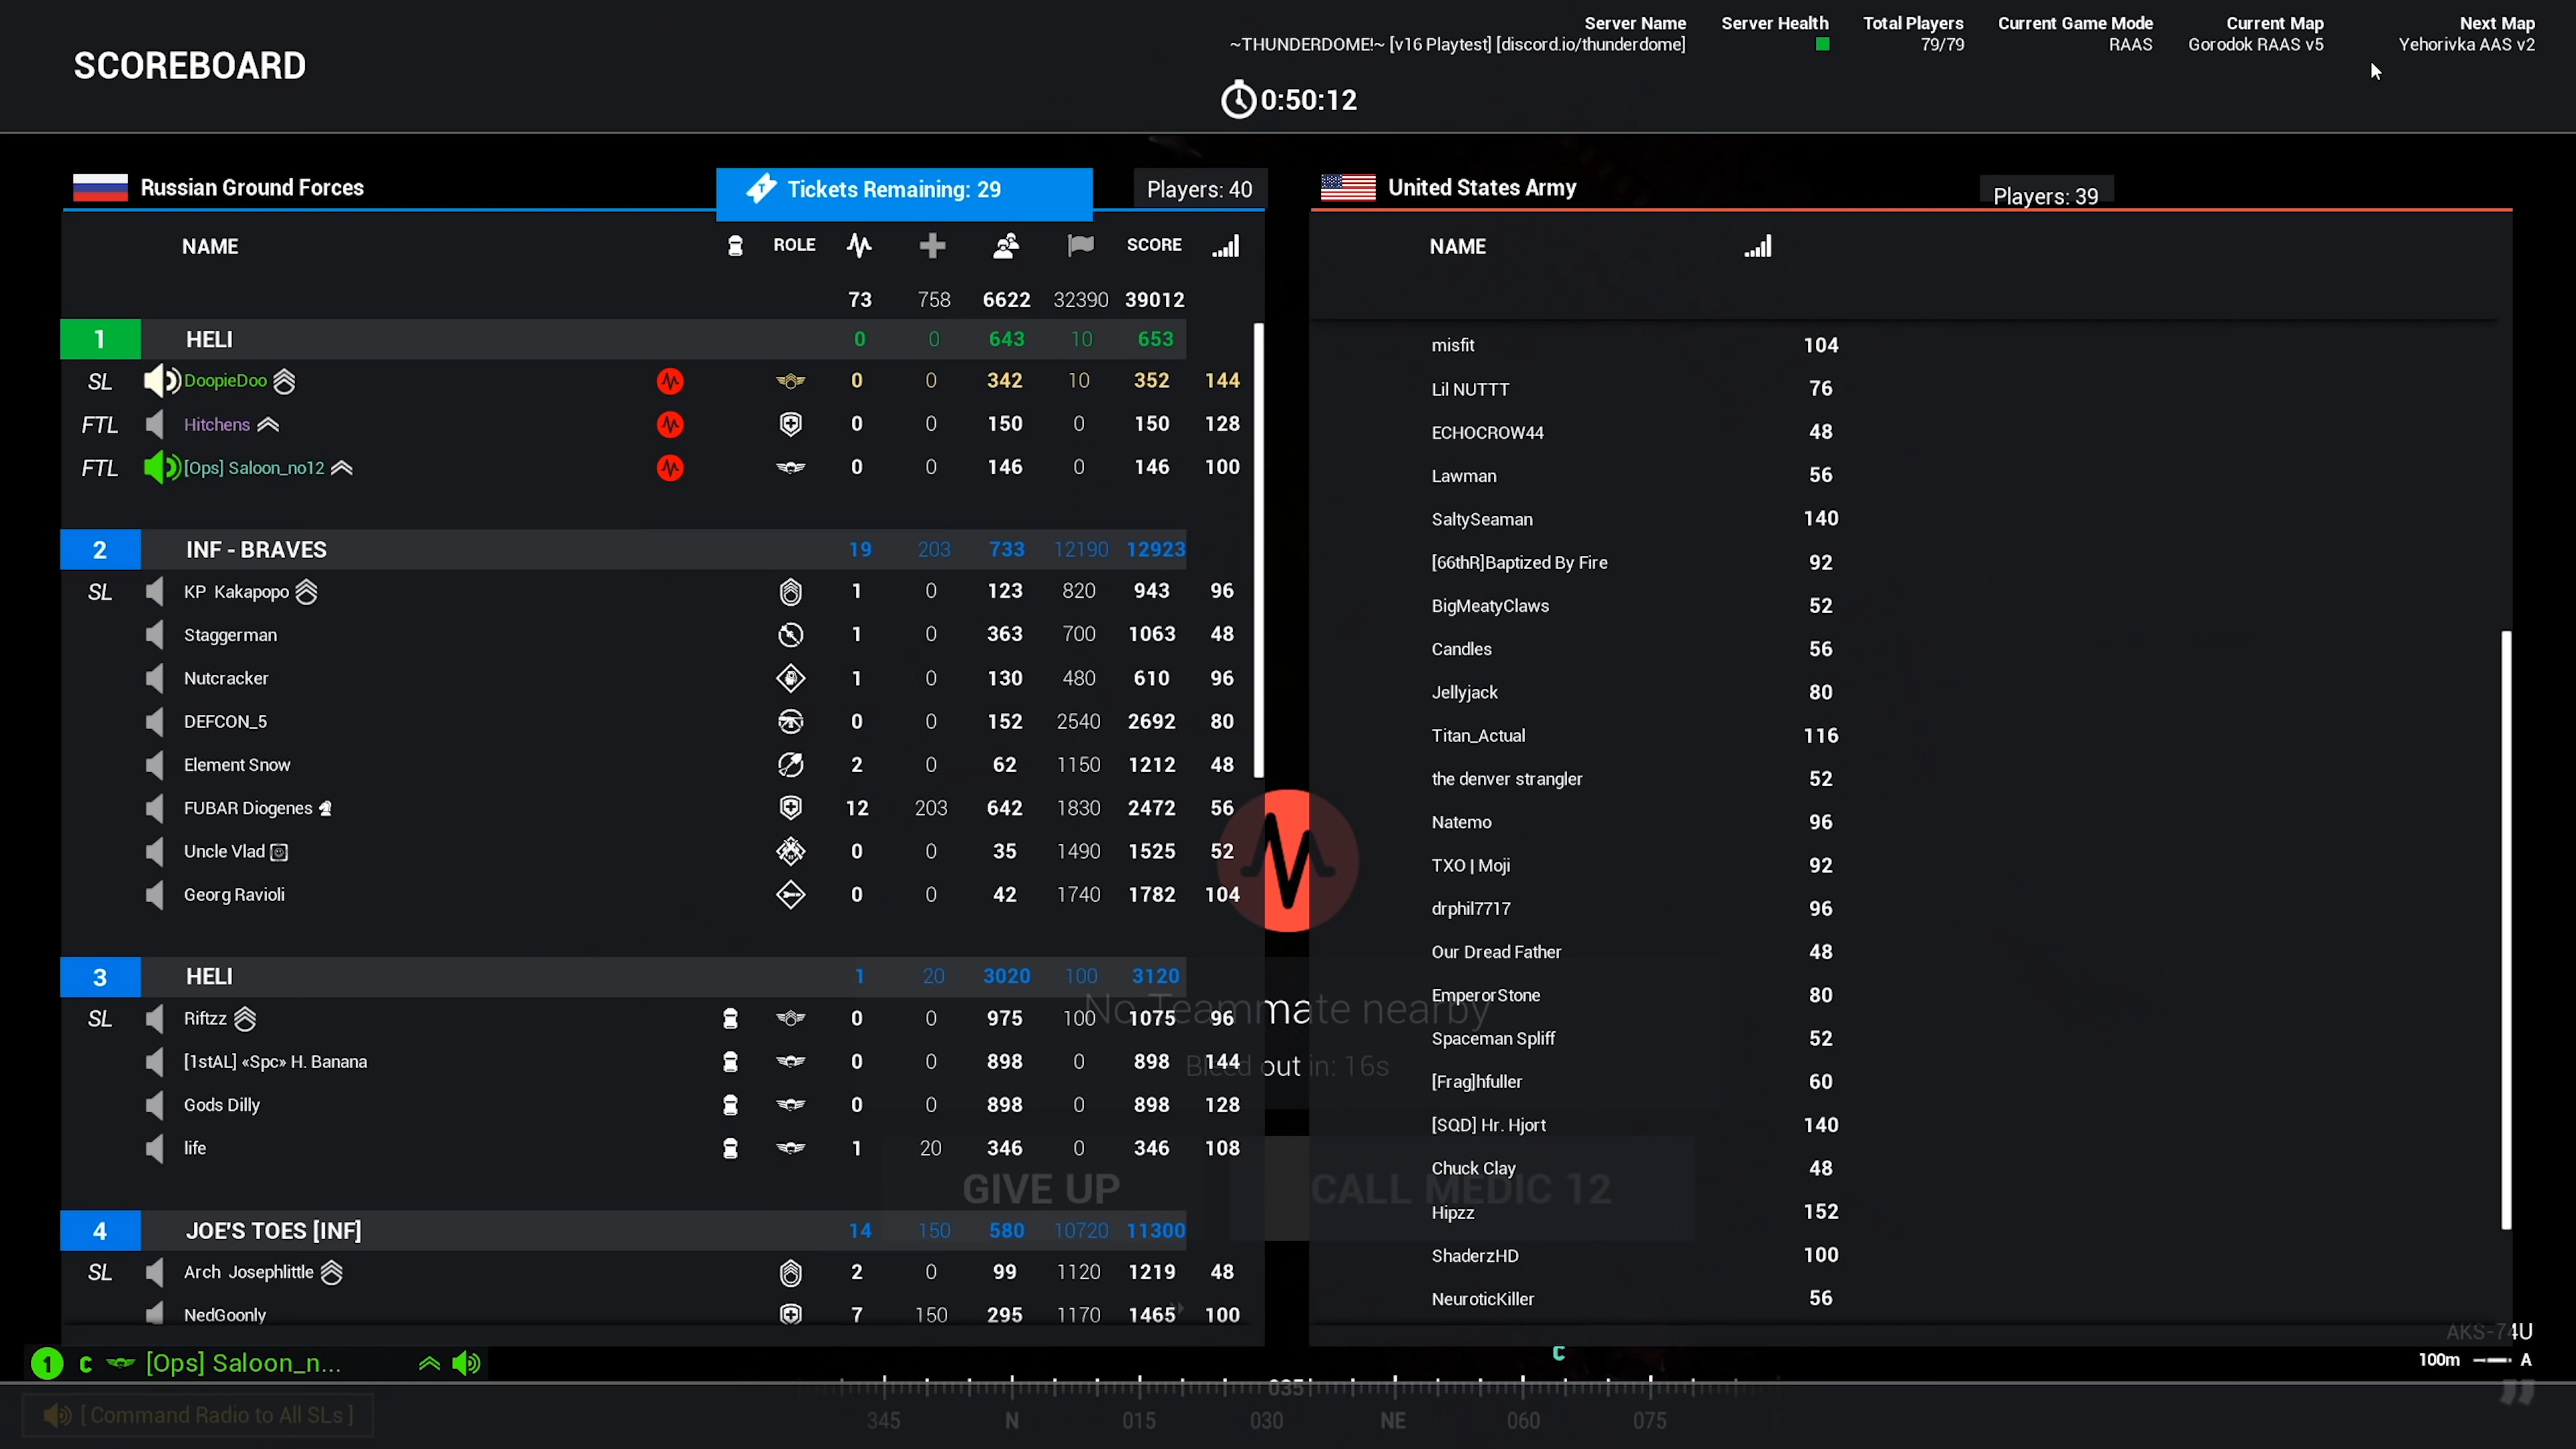 SCOREBOARD
Server Name Server Health Total Players Current Game Mode Current Map Next Map
~THUNDERDOME!~ [v16 Playtest] [discord.io/thunderdome] 79/79 RAAS Gorodok RAAS v5 Yehorivka AAS v2
0:50:12
Russian Ground Forces Tickets Remaining: 29 Players: 40
NAME ROLE SCORE
73 758 6622 32390 39012
1 HELI 0 0 643 10 653
SL DoopieDoo 0 0 342 10 352 144
FTL Hitchens 0 0 150 0 150 128
FTL [Ops] Saloon_no12 0 0 146 0 146 100
2 INF - BRAVES 19 203 733 12190 12923
SL KP Kakapopo 1 0 123 820 943 96
Staggerman 1 0 363 700 1063 48
Nutcracker 1 0 130 480 610 96
DEFCON_5 0 0 152 2540 2692 80
Element Snow 2 0 62 1150 1212 48
FUBAR Diogenes 12 203 642 1830 2472 56
Uncle Vlad 0 0 35 1490 1525 52
Georg Ravioli 0 0 42 1740 1782 104
3 HELI 1 20 3020 100 3120
SL Riftzz 0 0 975 100 1075 96
[1stAL] «Spc» H. Banana 0 0 898 0 898 144
Gods Dilly 0 0 898 0 898 128
life 1 20 346 0 346 108
4 JOE'S TOES [INF] 14 150 580 10720 11300
SL Arch Josephlittle 2 0 99 1120 1219 48
NedGoonly 7 150 295 1170 1465 100
United States Army Players: 39
NAME
misfit 104
Lil NUTTT 76
ECHOCROW44 48
Lawman 56
SaltySeaman 140
[66thR]Baptized By Fire 92
BigMeatyClaws 52
Candles 56
Jellyjack 80
Titan_Actual 116
the denver strangler 52
Natemo 96
TXO | Moji 92
drphil7717 96
Our Dread Father 48
EmperorStone 80
Spaceman Spliff 52
[Frag]hfuller 60
[SQD] Hr. Hjort 140
Chuck Clay 48
Hipzz 152
ShaderzHD 100
NeuroticKiller 56
No Teammate nearby
Bleed out in: 16s
GIVE UP CALL MEDIC 12
AKS-74U
100m A
1 C [Ops] Saloon_n...
C
[ Command Radio to All SLs ]
035
345 N 015 030 NE 060 075